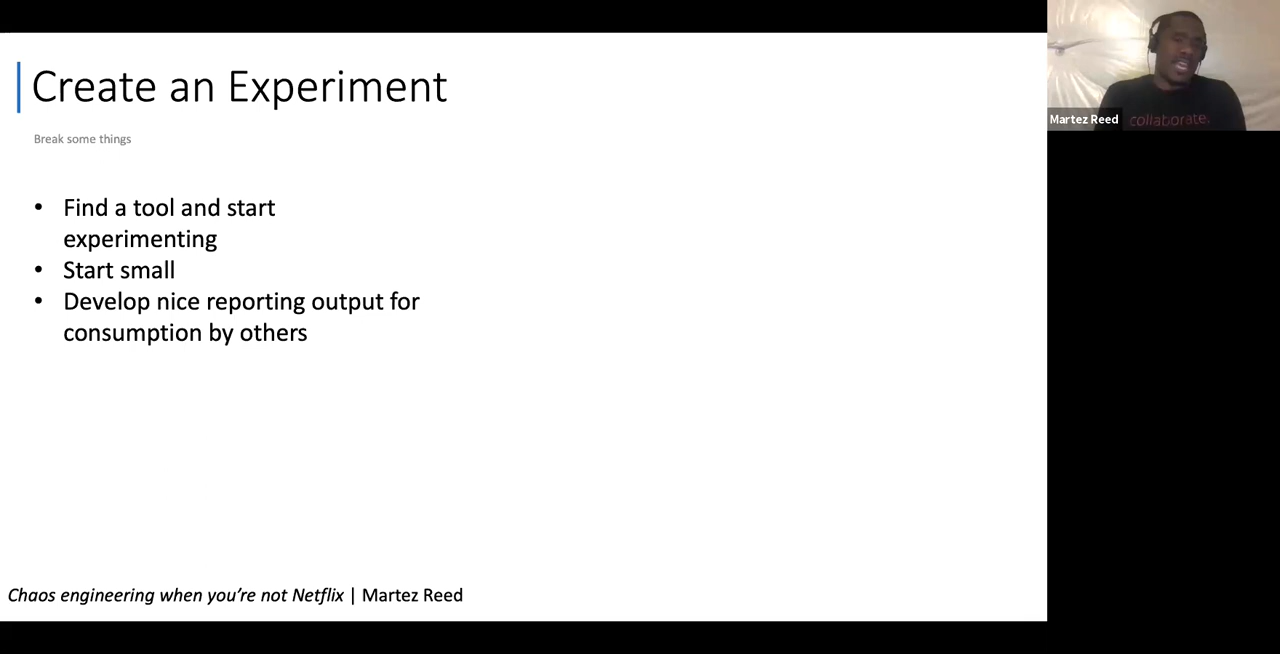 Create an Experiment
Break some things
• Find a tool and start
experimenting
• Start small
• Develop nice reporting output for
consumption by others
Chaos engineering when you’re not Netflix | Martez Reed
Martez Reed
collaborate.